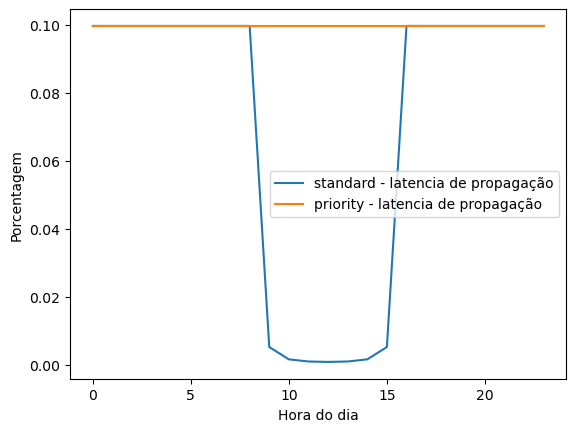 0.10
0.08
0.06
0.04
0.02
0.00
Porcentagem
standard - latencia de propagação
priority - latencia de propagação
0
5
10
15
20
Hora do dia